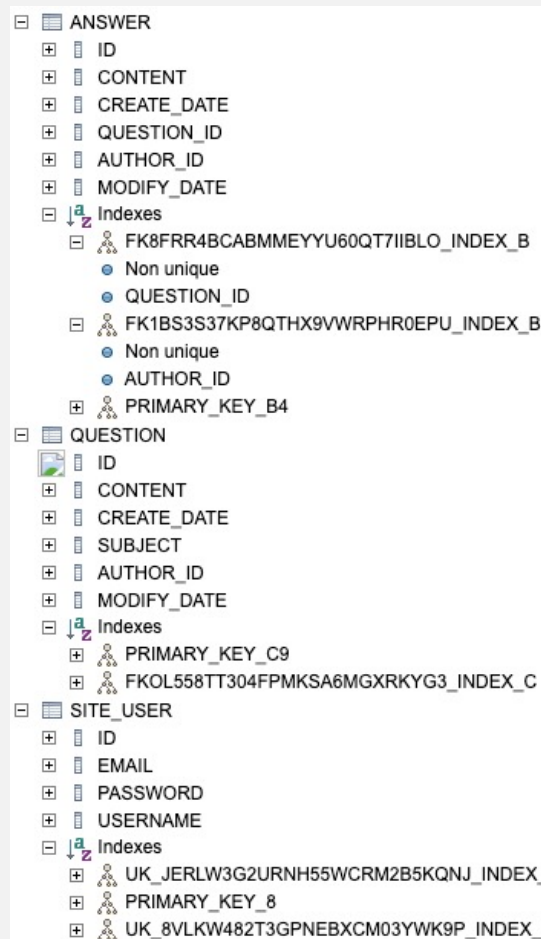 ANSWER
ID
CONTENT
CREATE_DATE
QUESTION_ID
AUTHOR_ID
MODIFY_DATE
Indexes
FK8FRR4BCABMMEYYU60QT7IIBLO_INDEX_B
Non unique
QUESTION_ID
FK1BS3S37KP8QTHX9VWRPHR0EPU_INDEX_B
Non unique
AUTHOR_ID
PRIMARY_KEY_B4
QUESTION
ID
CONTENT
CREATE_DATE
SUBJECT
AUTHOR_ID
MODIFY_DATE
Indexes
PRIMARY_KEY_C9
FKOL558TT304FPMKSA6MGXRKYG3_INDEX_C
SITE_USER
ID
EMAIL
PASSWORD
USERNAME
Indexes
UK_JERLW3G2URNH55WCRM2B5KQNJ_INDEX_
PRIMARY_KEY_8
UK_8VLKW482T3GPNEBXCM03YWK9P_INDEX_